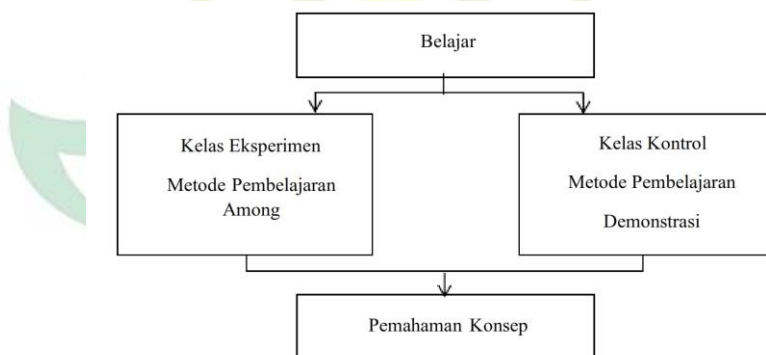 Belajar
Kelas Eksperimen
Metode Pembelajaran
Among
Kelas Kontrol
Metode Pembelajaran
Demonstrasi
Pemahaman Konsep